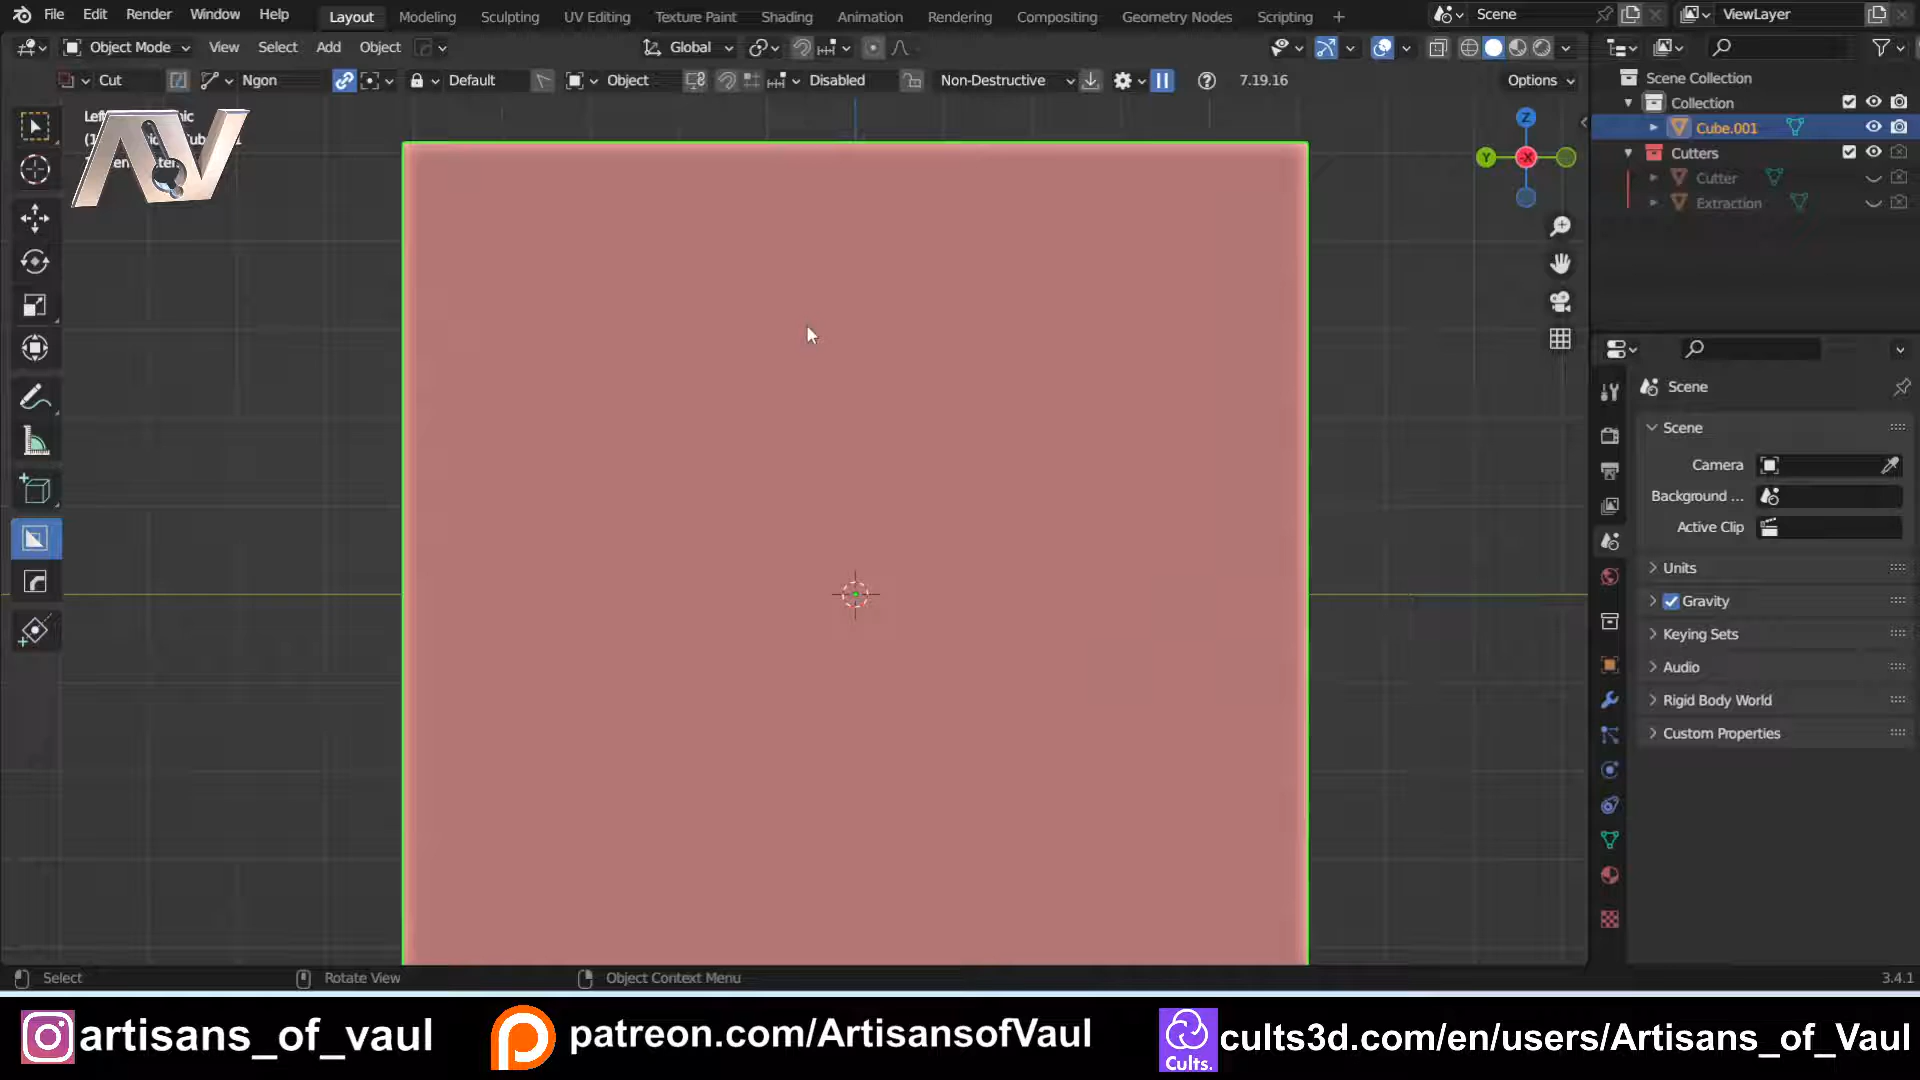 File Edit Render Window Help Layout Modeling Sculpting UV Editing Texture Paint Shading Animation Rendering Compositing Geometry Nodes Scripting + Scene ViewLayer
Object Mode View Select Add Object Global
Cut Ngon Default Object Disabled Non-Destructive 7.19.16 Options
Scene Collection
Collection
Cube.001
Cutters
Cutter
Extraction
AV
Z
Y
-X
Scene
Scene
Camera
Background ...
Active Clip
Units
Gravity
Keying Sets
Audio
Rigid Body World
Custom Properties
Select Rotate View Object Context Menu 3.4.1
artisans_of_vaul patreon.com/ArtisansofVaul cults3d.com/en/users/Artisans_of_Vaul
Cults.